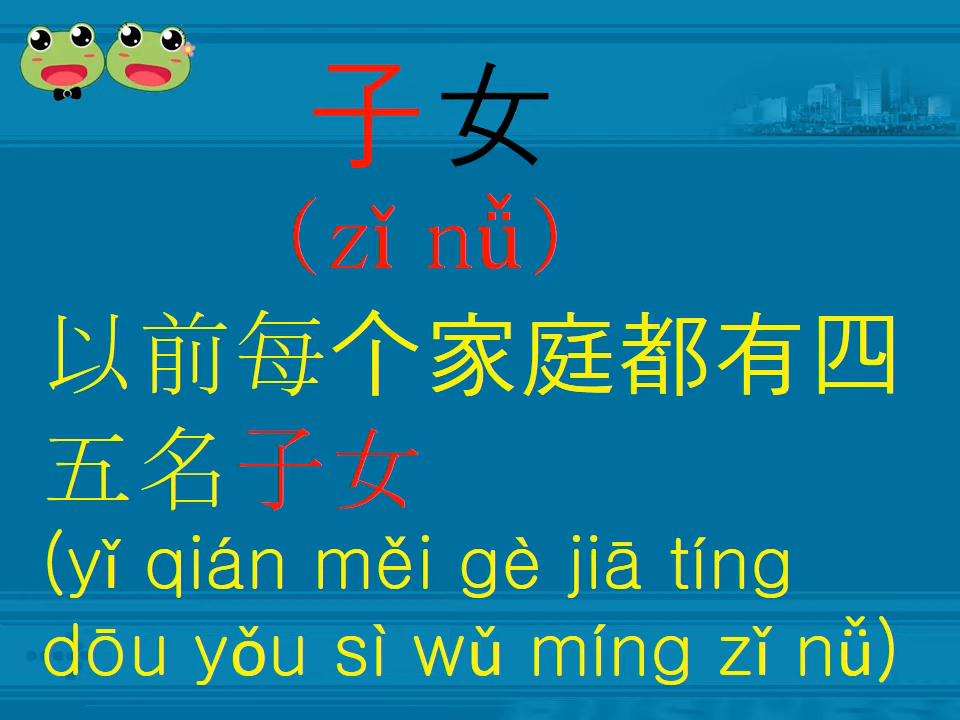 子女
(zǐ nǚ)
以前每个家庭都有四
五名子女
(yǐ qián měi gè jiā tíng
dōu yǒu sì wǔ míng zǐ nǚ)